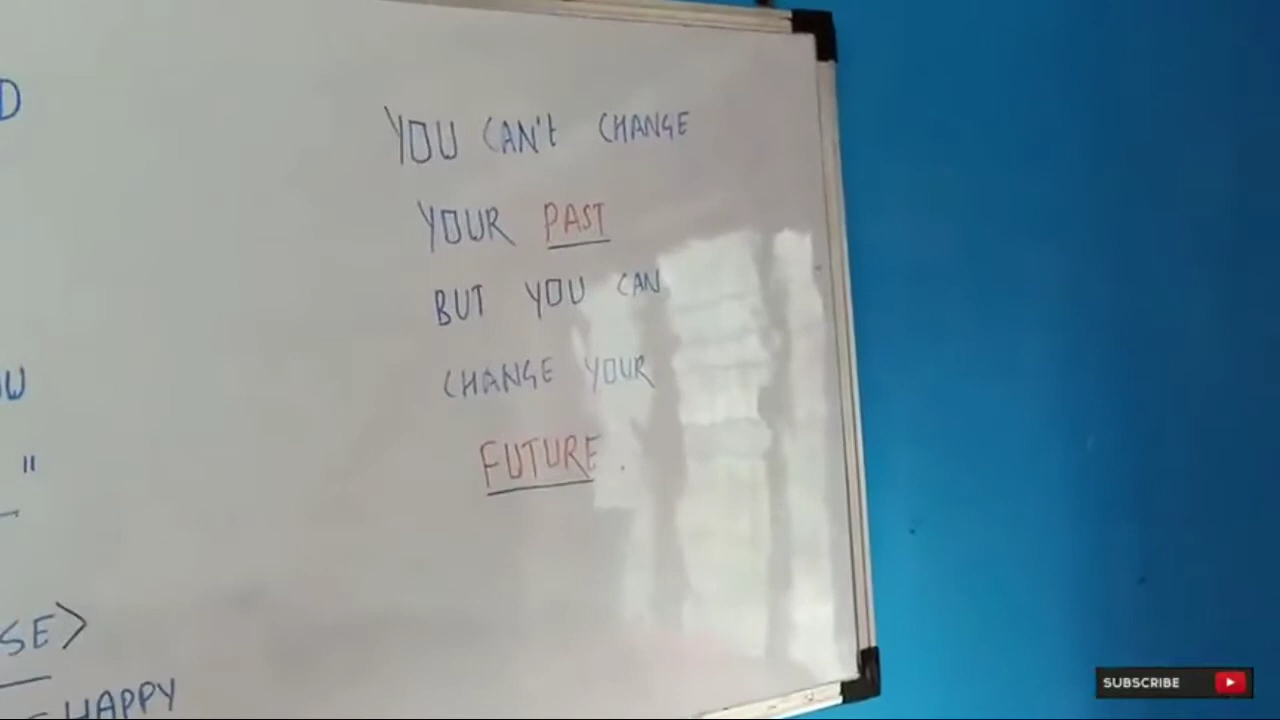 D
YOU CAN't CHANGE
YOUR PAST
BUT YOU CAN
CHANGE YOUR
FUTURE.
"
SE>
HAPPY
SUBSCRIBE